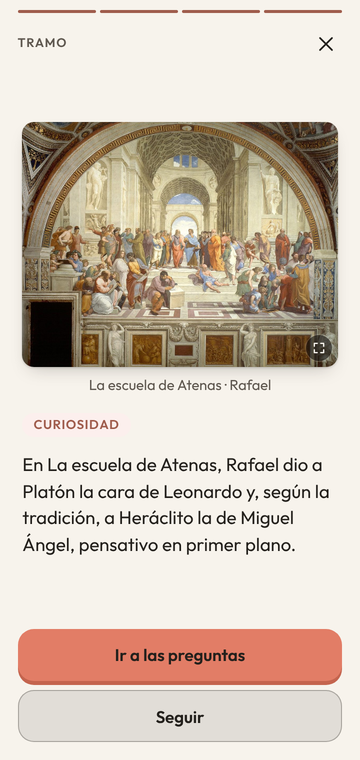 TRAMO
La escuela de Atenas · Rafael
CURIOSIDAD
En La escuela de Atenas, Rafael dio a
Platón la cara de Leonardo y, según la
tradición, a Heráclito la de Miguel
Ángel, pensativo en primer plano.
Ir a las preguntas
Seguir